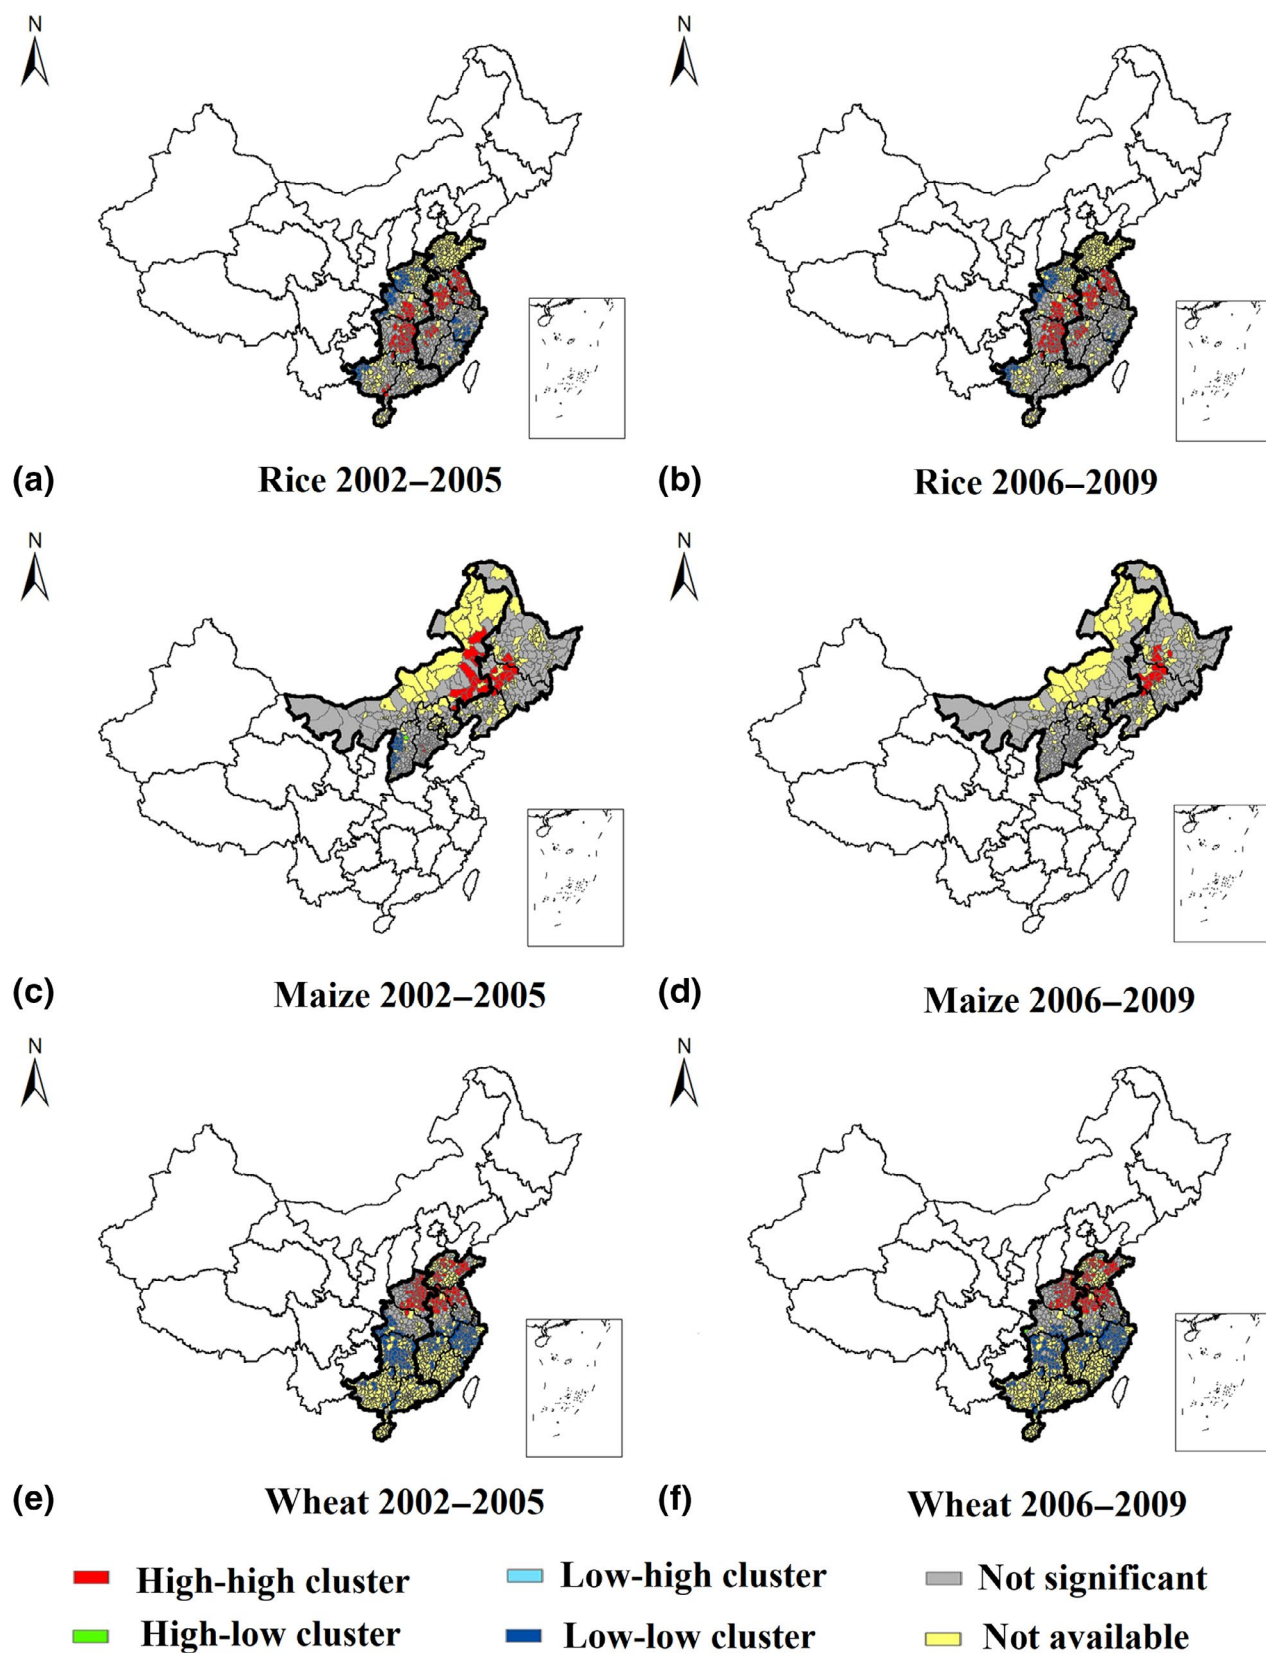 N N
(a) Rice 2002–2005 (b) Rice 2006–2009
N N
(c) Maize 2002–2005 (d) Maize 2006–2009
N N
(e) Wheat 2002–2005 (f) Wheat 2006–2009
High-high cluster Low-high cluster Not significant
High-low cluster Low-low cluster Not available